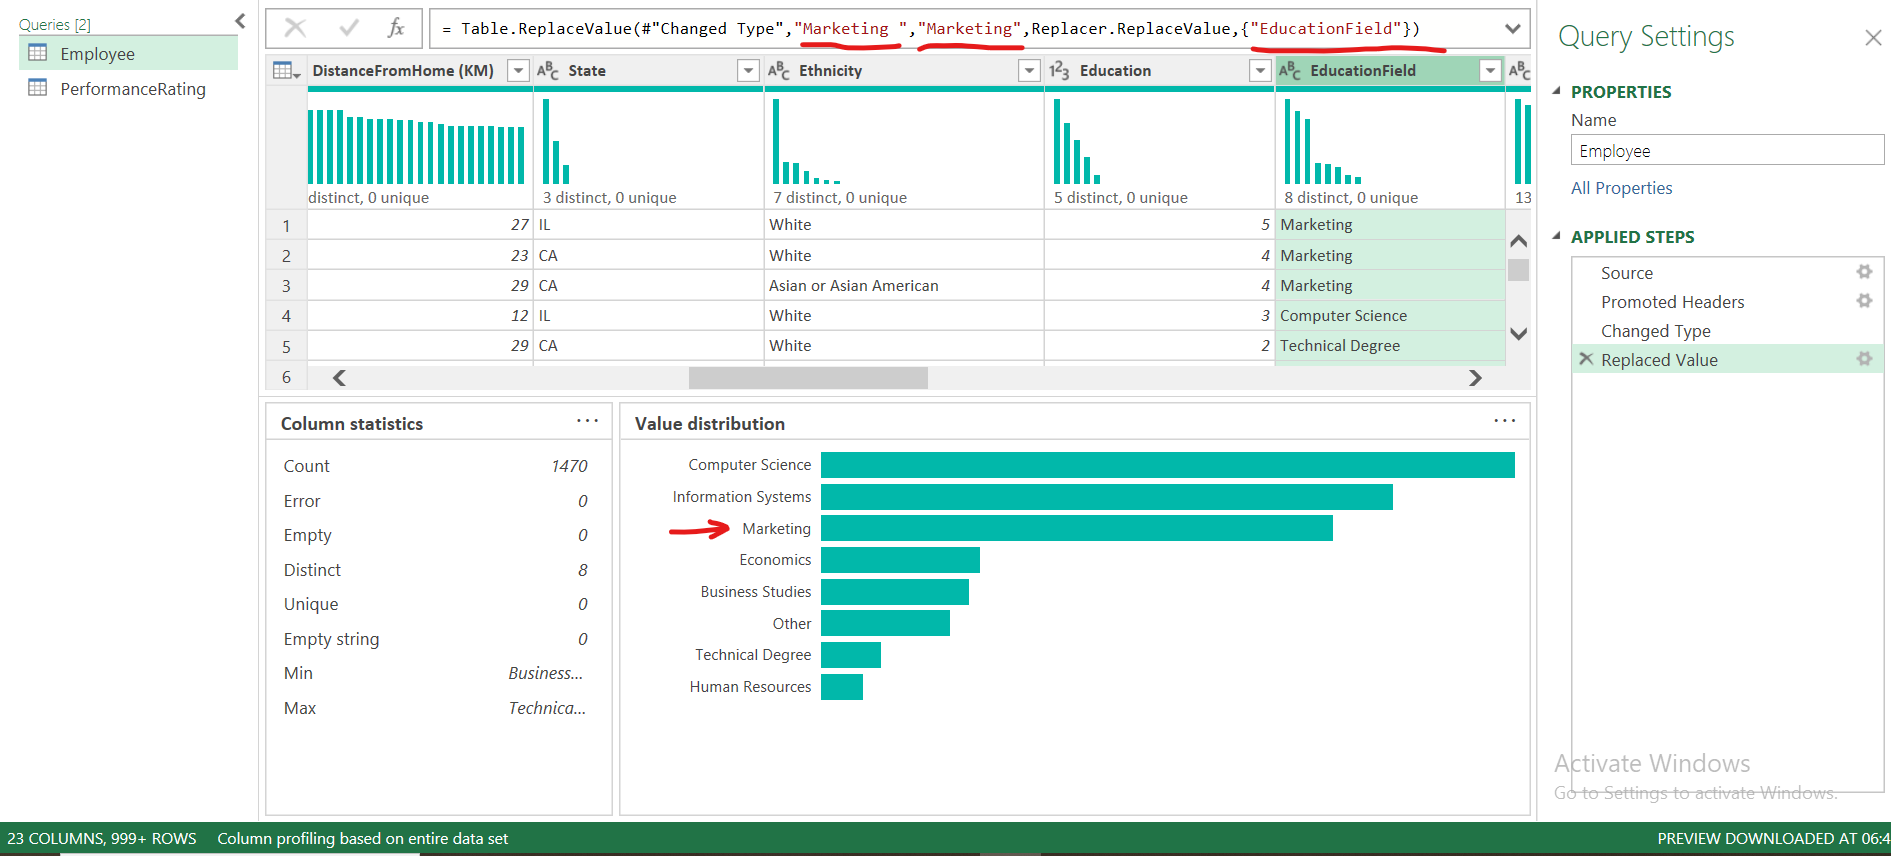 Queries [2]
Employee
PerformanceRating
fx
= Table.ReplaceValue(#"Changed Type","Marketing ","Marketing",Replacer.ReplaceValue,{"EducationField"})
DistanceFromHome (KM) ABC State ABC Ethnicity 123 Education ABC EducationField ABC
distinct, 0 unique 3 distinct, 0 unique 7 distinct, 0 unique 5 distinct, 0 unique 8 distinct, 0 unique 13
1 27 IL White 5 Marketing
2 23 CA White 4 Marketing
3 29 CA Asian or Asian American 4 Marketing
4 12 IL White 3 Computer Science
5 29 CA White 2 Technical Degree
6
Column statistics ...
Count 1470
Error 0
Empty 0
Distinct 8
Unique 0
Empty string 0
Min Business...
Max Technica...
Value distribution ...
Computer Science
Information Systems
Marketing
Economics
Business Studies
Other
Technical Degree
Human Resources
Query Settings
PROPERTIES
Name
Employee
All Properties
APPLIED STEPS
Source
Promoted Headers
Changed Type
Replaced Value
Activate Windows
Go to Settings to activate Windows.
23 COLUMNS, 999+ ROWS Column profiling based on entire data set PREVIEW DOWNLOADED AT 06:4